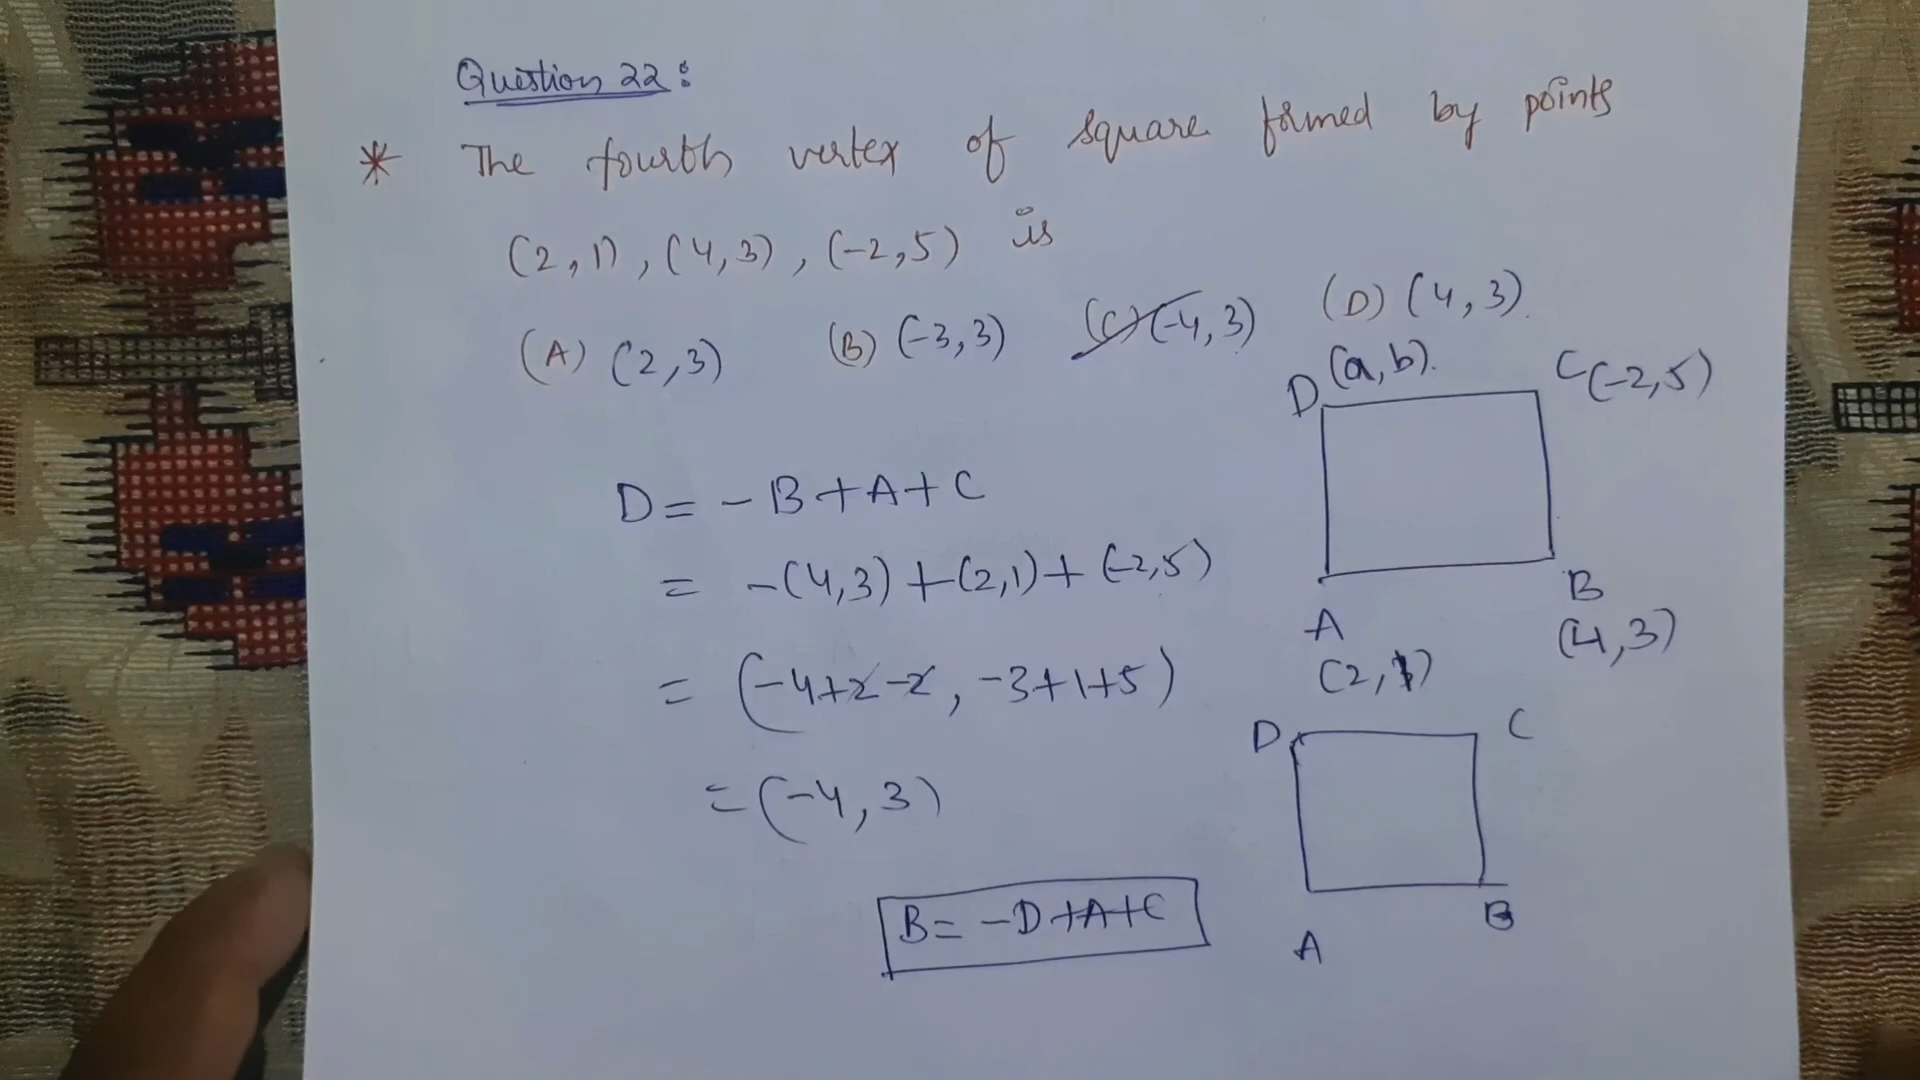 Question 22:
* The fourth vertex of square formed by points
(2,1), (4,3), (-2,5) is
(A) (2,3) (B) (-3,3) (C) (-4,3) (D) (4,3).
D (a,b). C (-2,5)
D = -B+A+C
= -(4,3)+(2,1)+(-2,5)
A B
(2,1) (4,3)
= (-4+2-2, -3+1+5)
D C
= (-4,3)
B = -D+A+C
A B